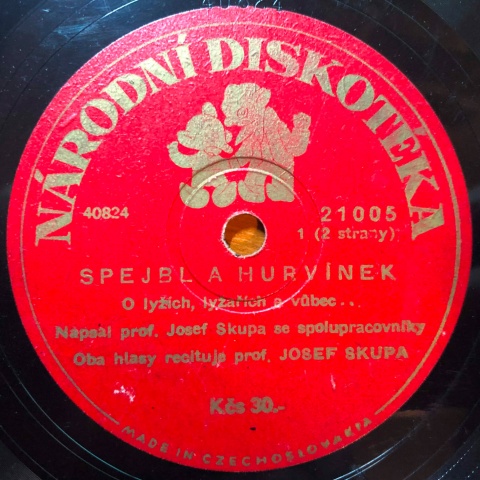 NÁRODNÍ DISKOTÉKA
40824
21005
1 (2 strany)
SPEJBL A HURVÍNEK
O lyžích, lyžařích a vůbec...
Napsal prof. Josef Skupa se spolupracovníky
Oba hlasy recituje prof. JOSEF SKUPA
Kčs 30.-
MADE IN CZECHOSLOVAKIA